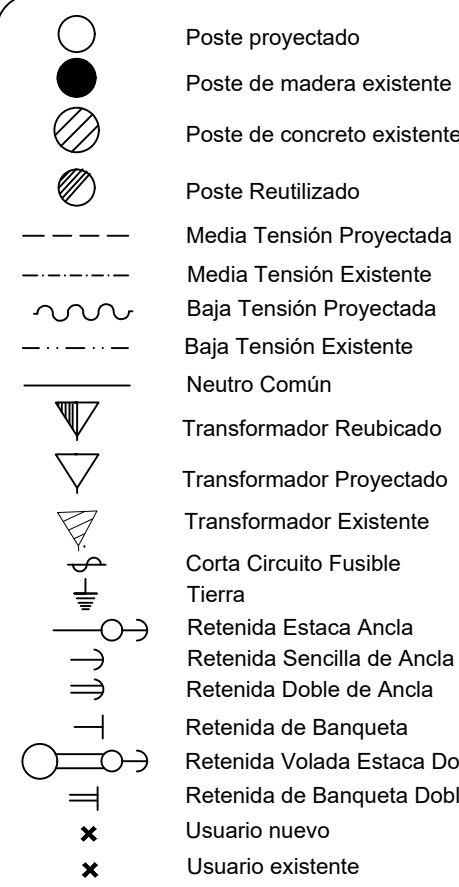 Poste proyectado
Poste de madera existente
Poste de concreto existente
Poste Reutilizado
Media Tensión Proyectada
Media Tensión Existente
Baja Tensión Proyectada
Baja Tensión Existente
Neutro Común
Transformador Reubicado
Transformador Proyectado
Transformador Existente
Corta Circuito Fusible
Tierra
Retenida Estaca Ancla
Retenida Sencilla de Ancla
Retenida Doble de Ancla
Retenida de Banqueta
Retenida Volada Estaca Do
Retenida de Banqueta Dobl
Usuario nuevo
Usuario existente